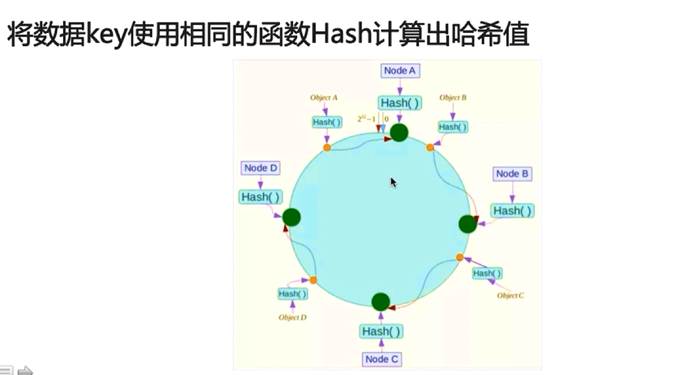 将数据key使用相同的函数Hash计算出哈希值
Node A
Object A
Hash( )
Object B
Hash( )
2³²−1
0
Hash( )
Node D
Hash( )
Node B
Hash( )
Hash( )
Object C
Hash( )
Object D
Hash( )
Node C